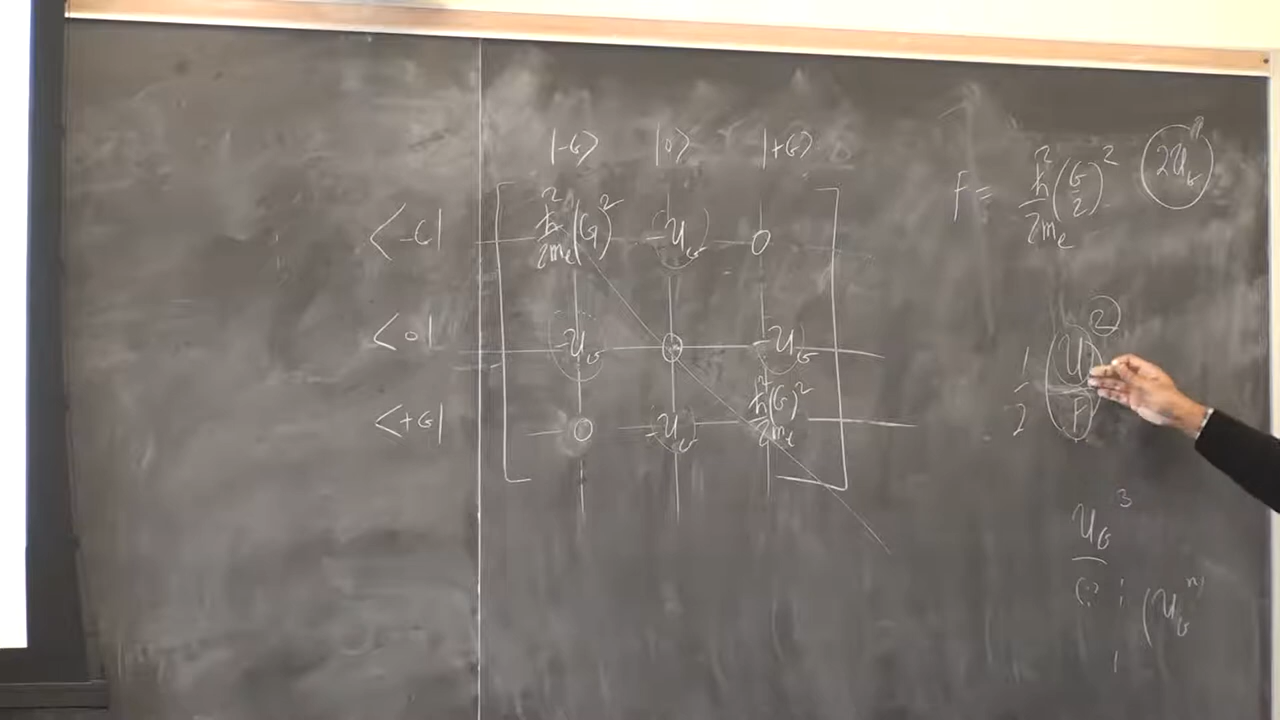 |-G⟩ |0⟩ |+G⟩
⟨-G| ħ²/2mₑ (G)² -U_G 0
⟨0| -U_G 0 -U_G
⟨+G| 0 -U_G ħ²/2mₑ (G)²
F = ħ²/2mₑ (G/2)² 2U_G
1/2 (U/F)²
U_G³
(U_G^n